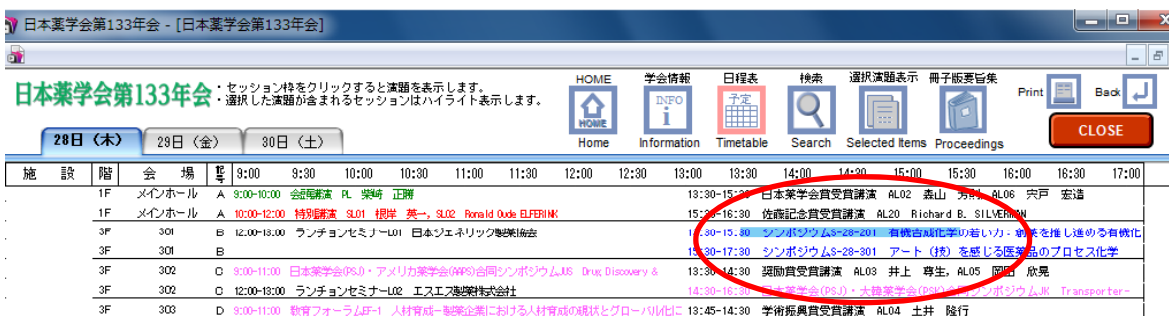 日本薬学会第133年会 - [日本薬学会第133年会]
日本薬学会第133年会
・セッション枠をクリックすると演題を表示します。
・選択した演題が含まれるセッションはハイライト表示します。
HOME 学会情報 日程表 検索 選択演題表示 冊子版要旨集
HOME INFO 予定
Home Information Timetable Search Selected Items Proceedings
Print Back
CLOSE
28日 (木) 29日 (金) 30日 (土)
施 設 階 会 場 記号 9:00 9:30 10:00 10:30 11:00 11:30 12:00 12:30 13:00 13:30 14:00 14:30 15:00 15:30 16:00 16:30 17:00
1F メインホール A 9:00-10:00 会頭講演 PL 柴崎 正勝 13:30-15:30 日本薬学会賞受賞講演 AL02 森山 芳則 AL06 宍戸 宏造
1F メインホール A 10:00-12:00 特別講演 SL01 根岸 英一, SL02 Ronald Oude ELFERINK 15:30-16:30 佐藤記念賞受賞講演 AL20 Richard B. SILVERMAN
3F 301 B 12:00-13:00 ランチョンセミナーL01 日本ジェネリック製薬協会 13:30-15:30 シンポジウムS-28-201 有機合成化学の若い力：創薬を推し進める有機化
3F 301 B 15:30-17:30 シンポジウムS-28-301 アート（技）を感じる医薬品のプロセス化学
3F 302 C 9:00-11:00 日本薬学会(PSJ)・アメリカ薬学会(AAPS)合同シンポジウムJS Drug Discovery & 13:30-14:30 奨励賞受賞講演 AL03 井上 尊生, AL05 岡田 欣晃
3F 302 C 12:00-13:00 ランチョンセミナーL02 エスエス製薬株式会社 14:30-16:30 日本薬学会(PSJ)・大韓薬学会(PSK)合同シンポジウムJK Transporter-
3F 303 D 9:00-11:00 教育フォーラムEF-1 人材育成－製薬企業における人材育成の現状とグローバル化に 13:45-14:30 学術振興賞受賞講演 AL04 土井 隆行